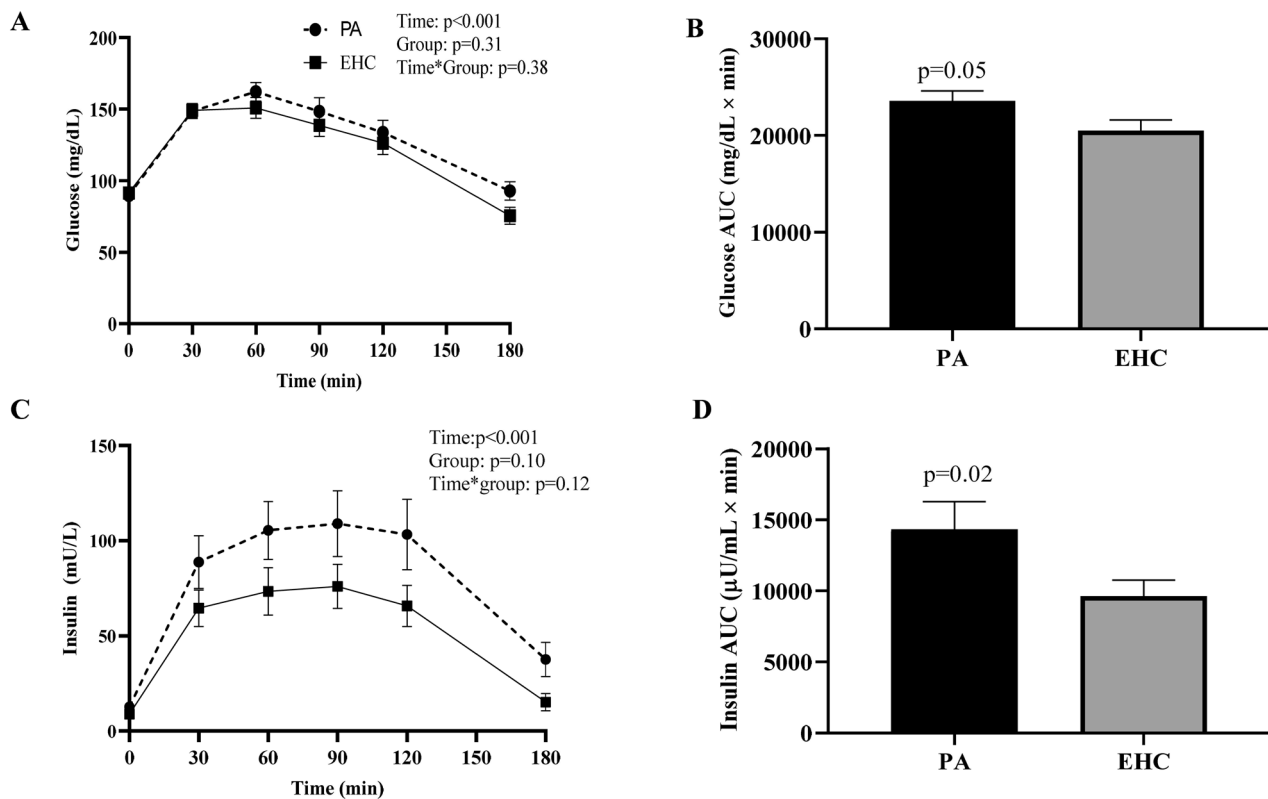 A
PA
EHC
Time: p<0.001
Group: p=0.31
Time*Group: p=0.38
200
150
100
50
0
Glucose (mg/dL)
0 30 60 90 120 180
Time (min)
B
p=0.05
30000
20000
10000
0
Glucose AUC (mg/dL × min)
PA EHC
C
Time:p<0.001
Group: p=0.10
Time*group: p=0.12
150
100
50
0
Insulin (mU/L)
0 30 60 90 120 150 180
Time (min)
D
p=0.02
20000
15000
10000
5000
0
Insulin AUC (μU/mL × min)
PA EHC